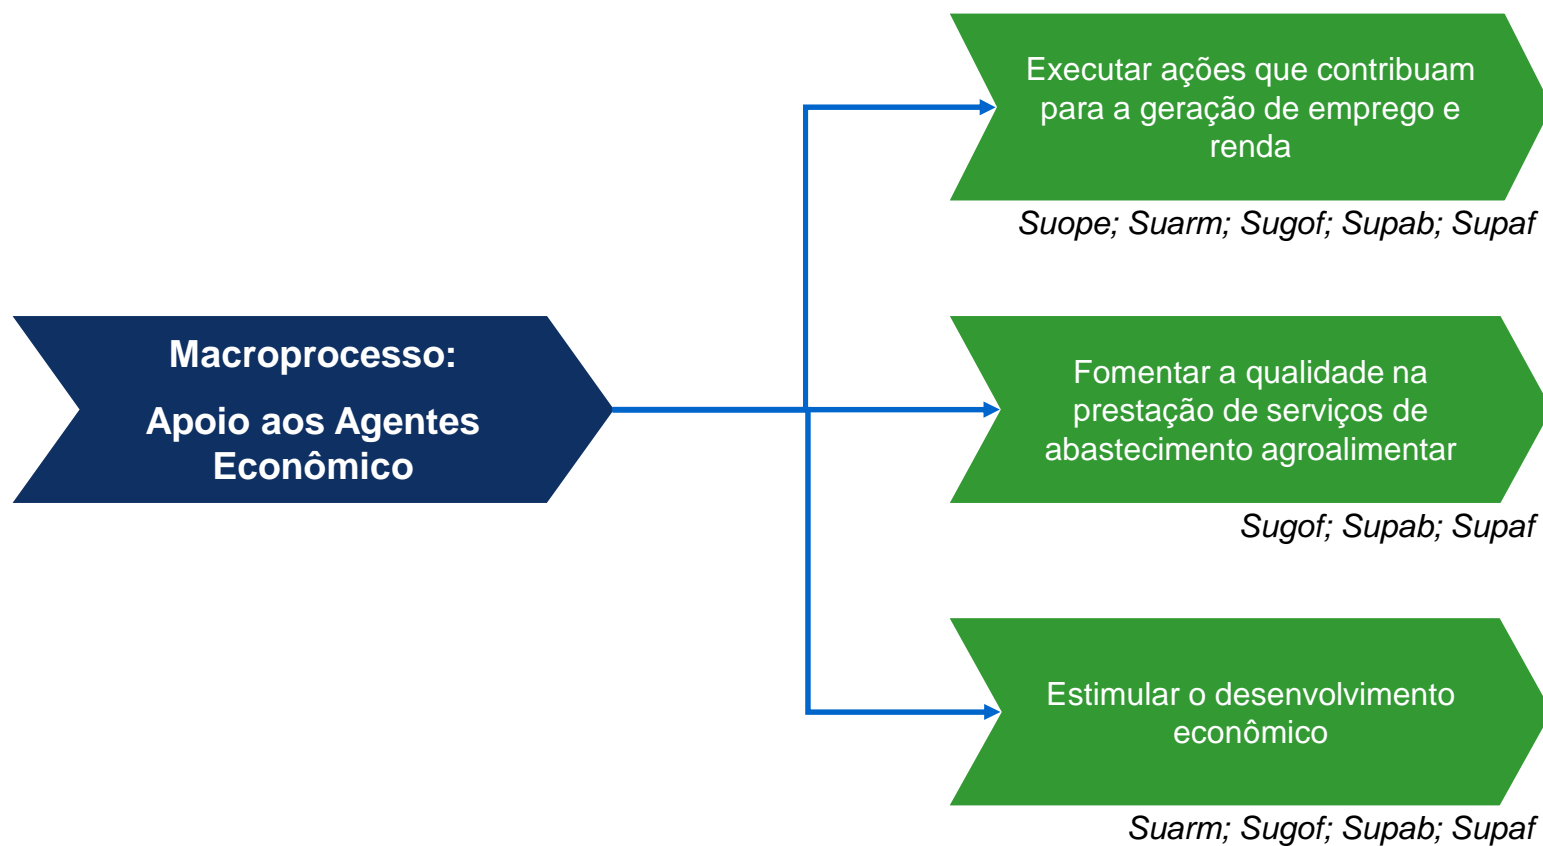 Executar ações que contribuam
para a geração de emprego e
renda
Suope; Suarm; Sugof; Supab; Supaf
Macroprocesso:
Apoio aos Agentes
Econômico
Fomentar a qualidade na
prestação de serviços de
abastecimento agroalimentar
Sugof; Supab; Supaf
Estimular o desenvolvimento
econômico
Suarm; Sugof; Supab; Supaf